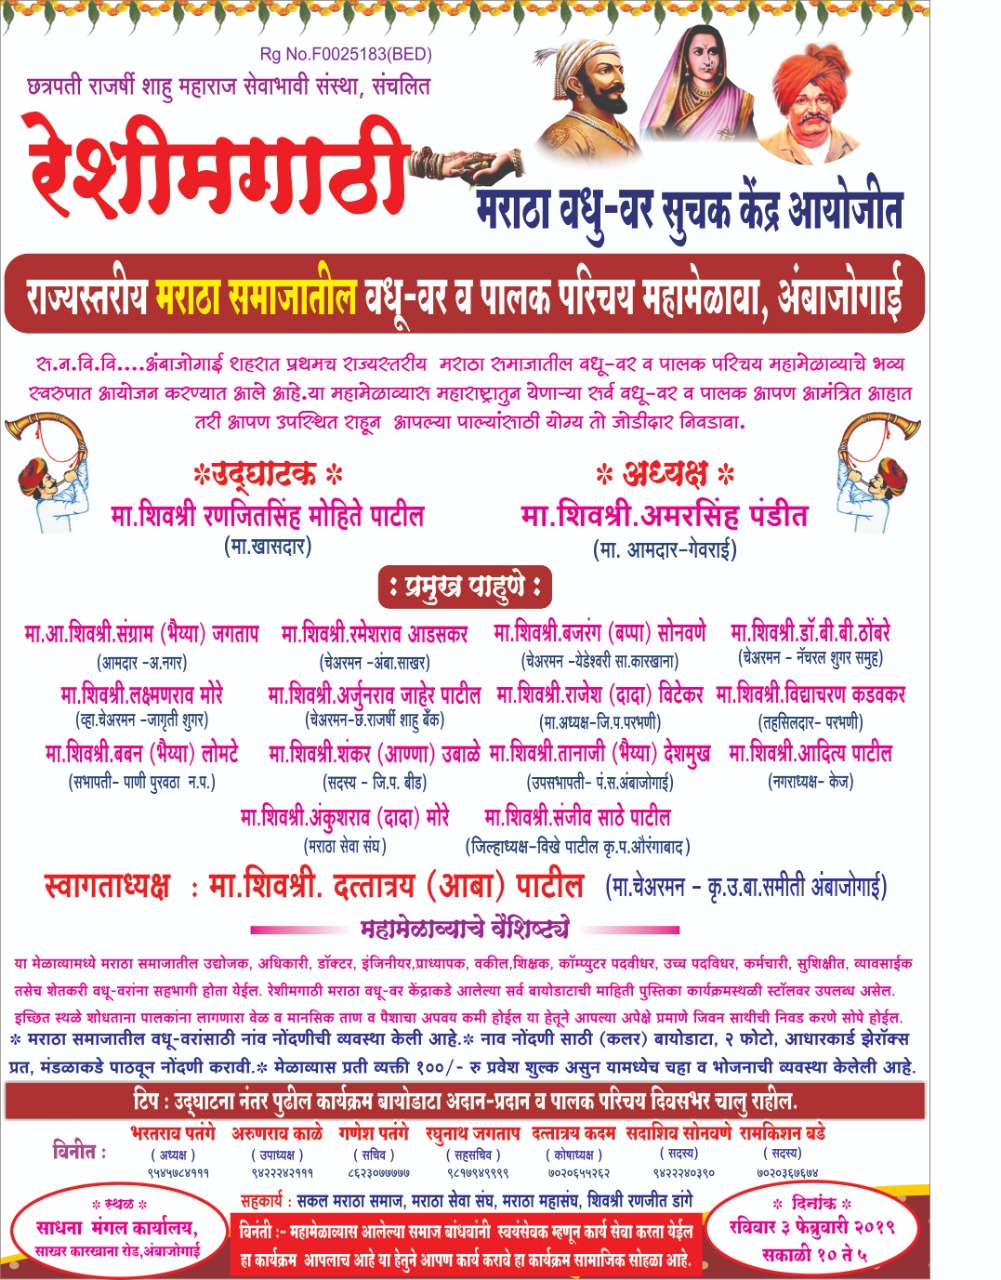 Rg No.F0025183(BED)
छत्रपती राजर्षी शाहु महाराज सेवाभावी संस्था, संचलित
रेशीमगाठी
मराठा वधु-वर सुचक केंद्र आयोजीत
राज्यस्तरीय मराठा समाजातील वधू-वर व पालक परिचय महामेळावा, अंबाजोगाई
स.न.वि.वि....अंबाजोगाई शहरात प्रथमच राज्यस्तरीय मराठा समाजातील वधू-वर व पालक परिचय महामेळाव्याचे भव्य
स्वरुपात आयोजन करण्यात आले आहे.या महामेळाव्यास महाराष्ट्रातुन येणाऱ्या सर्व वधू-वर व पालक आपण आमंत्रित आहात
तरी आपण उपस्थित राहून आपल्या पाल्यांसाठी योग्य तो जोडीदार निवडावा.
*उद्घाटक * * अध्यक्ष *
मा.शिवश्री रणजितसिंह मोहिते पाटील मा.शिवश्री.अमरसिंह पंडीत
(मा.खासदार) (मा. आमदार-गेवराई)
: प्रमुख पाहुणे :
मा.आ.शिवश्री.संग्राम (भैय्या) जगताप मा.शिवश्री.रमेशराव आडसकर मा.शिवश्री.बजरंग (बप्पा) सोनवणे मा.शिवश्री.डॉ.बी.बी.ठोंबरे
(आमदार -अ.नगर) (चेअरमन -अंबा.साखर) (चेअरमन -येडेश्वरी सा.कारखाना) (चेअरमन - नॅचरल शुगर समुह)
मा.शिवश्री.लक्ष्मणराव मोरे मा.शिवश्री.अर्जुनराव जाहेर पाटील मा.शिवश्री.राजेश (दादा) विटेकर मा.शिवश्री.विद्याचरण कडवकर
(व्हा.चेअरमन -जागृती शुगर) (चेअरमन-छ.राजर्षी शाहु बँक) (मा.अध्यक्ष-जि.प.परभणी) (तहसिलदार- परभणी)
मा.शिवश्री.बबन (भैय्या) लोमटे मा.शिवश्री.शंकर (आण्णा) उबाळे मा.शिवश्री.तानाजी (भैय्या) देशमुख मा.शिवश्री.आदित्य पाटील
(सभापती- पाणी पुरवठा न.प.) (सदस्य - जि.प. बीड) (उपसभापती- पं.स.अंबाजोगाई) (नगराध्यक्ष- केज)
मा.शिवश्री.अंकुशराव (दादा) मोरे मा.शिवश्री.संजीव साठे पाटील
(मराठा सेवा संघ) (जिल्हाध्यक्ष-विखे पाटील कृ.प.औरंगाबाद)
स्वागताध्यक्ष : मा.शिवश्री. दत्तात्रय (आबा) पाटील (मा.चेअरमन - कृ.उ.बा.समीती अंबाजोगाई)
महामेळाव्याचे वैशिष्ट्ये
या मेळाव्यामध्ये मराठा समाजातील उद्योजक, अधिकारी, डॉक्टर, इंजिनीयर,प्राध्यापक, वकील,शिक्षक, कॉम्प्युटर पदवीधर, उच्च पदविधर, कर्मचारी, सुशिक्षीत, व्यावसाईक
तसेच शेतकरी वधू-वरांना सहभागी होता येईल. रेशीमगाठी मराठा वधू-वर केंद्राकडे आलेल्या सर्व बायोडाटाची माहिती पुस्तिका कार्यक्रमस्थळी स्टॉलवर उपलब्ध असेल.
इच्छित स्थळे शोधताना पालकांना लागणारा वेळ व मानसिक ताण व पैशाचा अपवय कमी होईल या हेतूने आपल्या अपेक्षे प्रमाणे जिवन साथीची निवड करणे सोपे होईल.
* मराठा समाजातील वधू-वरांसाठी नांव नोंदणीची व्यवस्था केली आहे.* नाव नोंदणी साठी (कलर) बायोडाटा, २ फोटो, आधारकार्ड झेरॉक्स
प्रत, मंडळाकडे पाठवून नोंदणी करावी.* मेळाव्यास प्रती व्यक्ती १००/- रु प्रवेश शुल्क असुन यामध्येच चहा व भोजनाची व्यवस्था केलेली आहे.
टिप : उद्घाटना नंतर पुढील कार्यक्रम बायोडाटा अदान-प्रदान व पालक परिचय दिवसभर चालु राहील.
विनीत : भरतराव पतंगे अरुणराव काळे गणेश पतंगे रघुनाथ जगताप दत्तात्रय कदम सदाशिव सोनवणे रामकिशन बडे
( अध्यक्ष ) ( उपाध्यक्ष ) ( सचिव ) ( सहसचिव ) ( कोषाध्यक्ष ) ( सदस्य) ( सदस्य)
९५४५७८४१११ ९४२२२४२१११ ८६२३०७७७७७ ९८१७९४९९९९ ७०२०६५५२६२ ९४२२२४०३९० ७०२०३६७६७४
* स्थळ *
साधना मंगल कार्यालय,
साखर कारखाना रोड,अंबाजोगाई
सहकार्य : सकल मराठा समाज, मराठा सेवा संघ, मराठा महासंघ, शिवश्री रणजीत डांगे
विनंती :- महामेळाव्यास आलेल्या समाज बांधवांनी स्वयंसेवक म्हणून कार्य सेवा करता येईल
हा कार्यक्रम आपलाच आहे या हेतुने आपण कार्य करावे हा कार्यक्रम सामाजिक सोहळा आहे.
* दिनांक *
रविवार ३ फेब्रुवारी २०१९
सकाळी १० ते ५